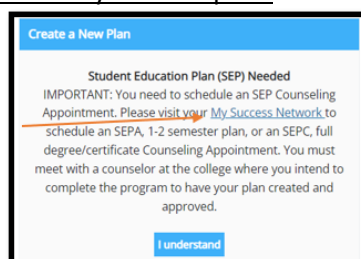 Create a New Plan
Student Education Plan (SEP) Needed
IMPORTANT: You need to schedule an SEP Counseling
Appointment. Please visit your My Success Network to
schedule an SEPA, 1-2 semester plan, or an SEPC, full
degree/certificate Counseling Appointment. You must
meet with a counselor at the college where you intend to
complete the program to have your plan created and
approved.
I understand